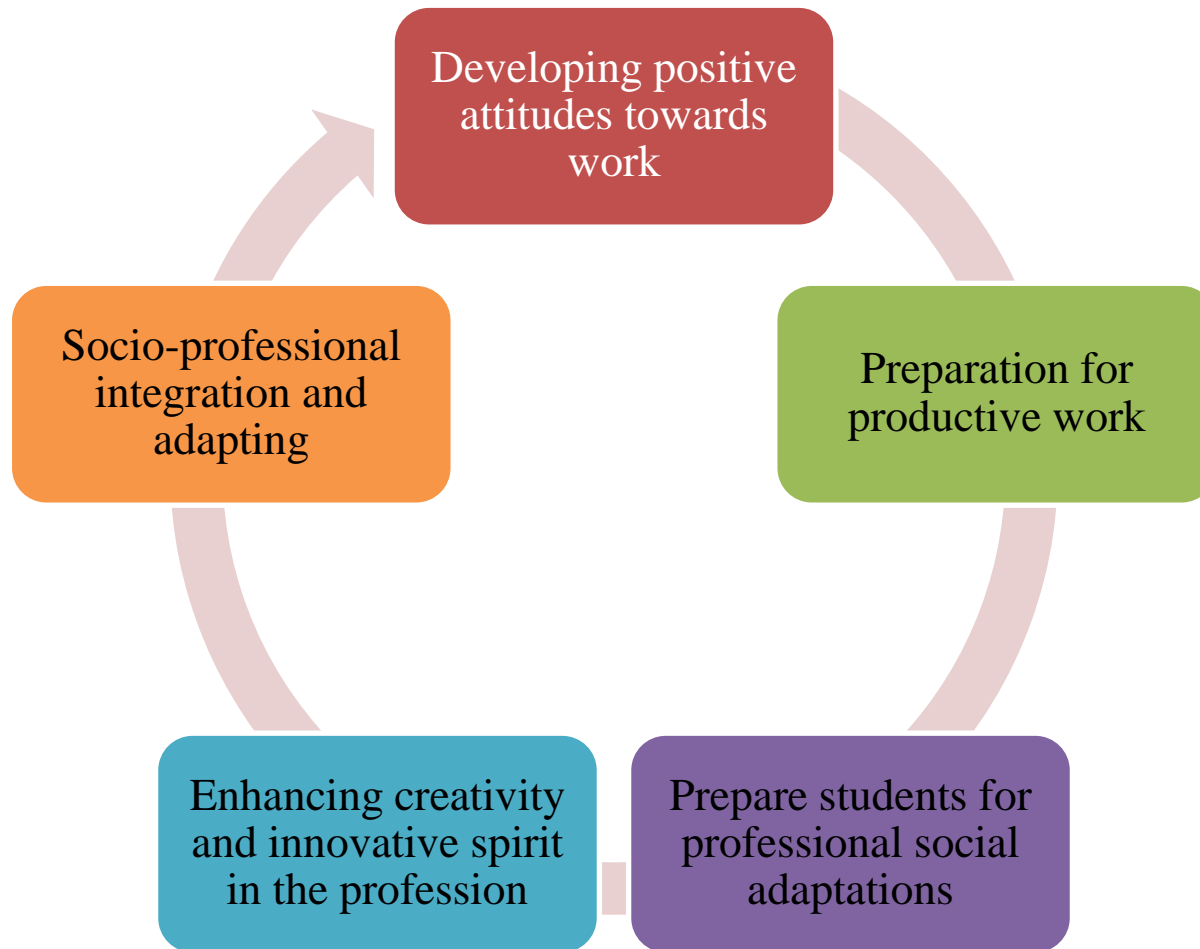 Developing positive
attitudes towards
work
Preparation for
productive work
Prepare students for
professional social
adaptations
Enhancing creativity
and innovative spirit
in the profession
Socio-professional
integration and
adapting